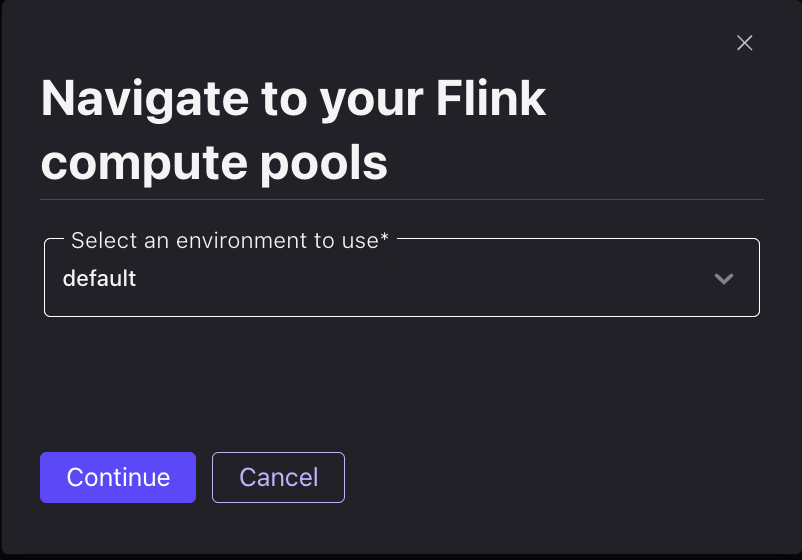 Navigate to your Flink
compute pools
Select an environment to use*
default
Continue
Cancel